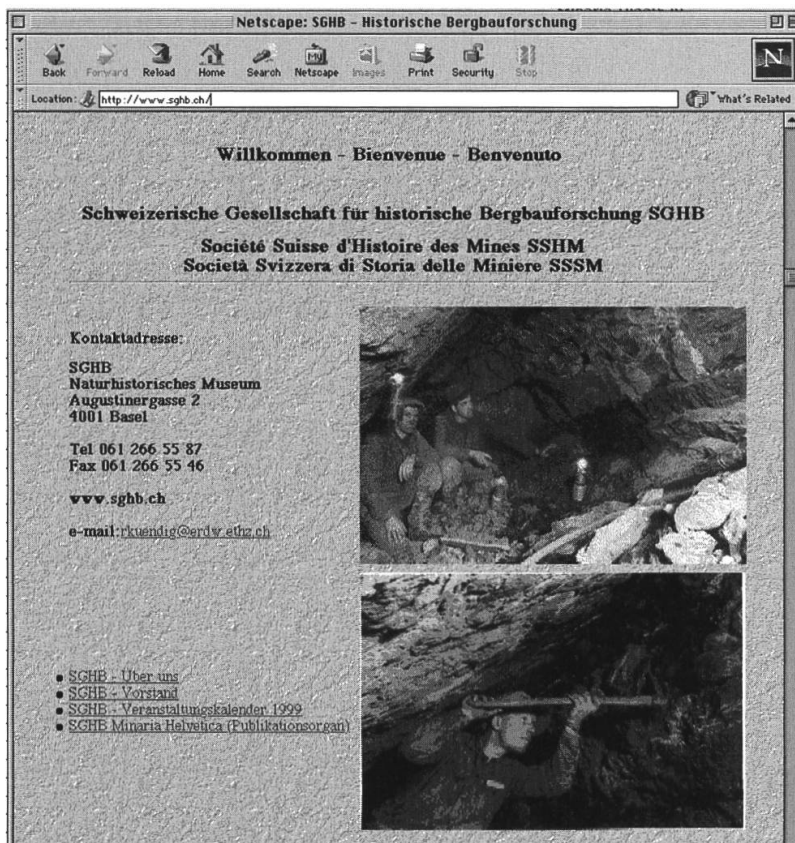 Netscape: SGHB - Historische Bergbauforschung
Back Forward Reload Home Search Netscape Images Print Security Stop
My
N
Location: http://www.sghb.ch/ What's Related
Willkommen - Bienvenue - Benvenuto
Schweizerische Gesellschaft für historische Bergbauforschung SGHB
Société Suisse d'Histoire des Mines SSHM
Società Svizzera di Storia delle Miniere SSSM
Kontaktadresse:
SGHB
Naturhistorisches Museum
Augustinergasse 2
4001 Basel
Tel 061 266 55 87
Fax 061 266 55 46
www.sghb.ch
e-mail:rkuendig@erdw.ethz.ch
SGHB - Über uns
SGHB - Vorstand
SGHB - Veranstaltungskalender 1999
SGHB Minaria Helvetica (Publikationsorgan)